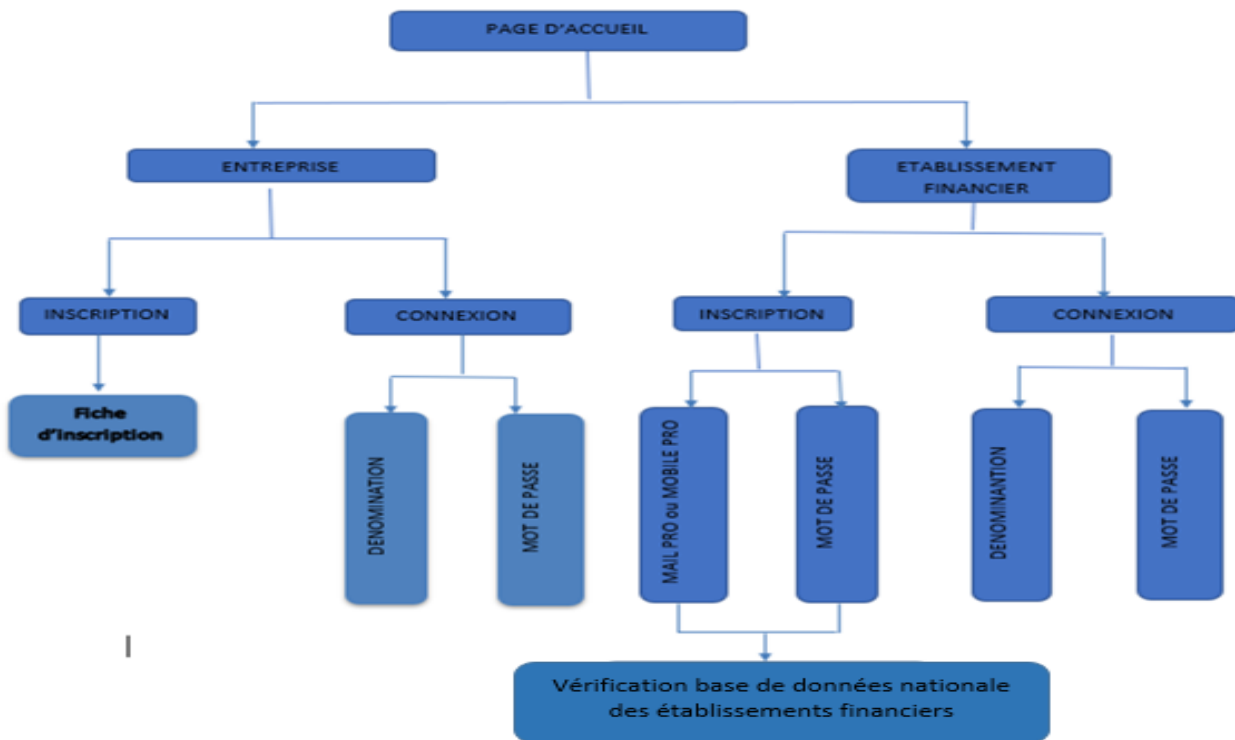 PAGE D'ACCUEIL
ENTREPRISE
ETABLISSEMENT
FINANCIER
INSCRIPTION
CONNEXION
INSCRIPTION
CONNEXION
Fiche
d'inscription
DENOMINATION
MOT DE PASSE
MAIL PRO ou MOBILE PRO
MOT DE PASSE
DENOMINANTION
MOT DE PASSE
Vérification base de données nationale
des établissements financiers